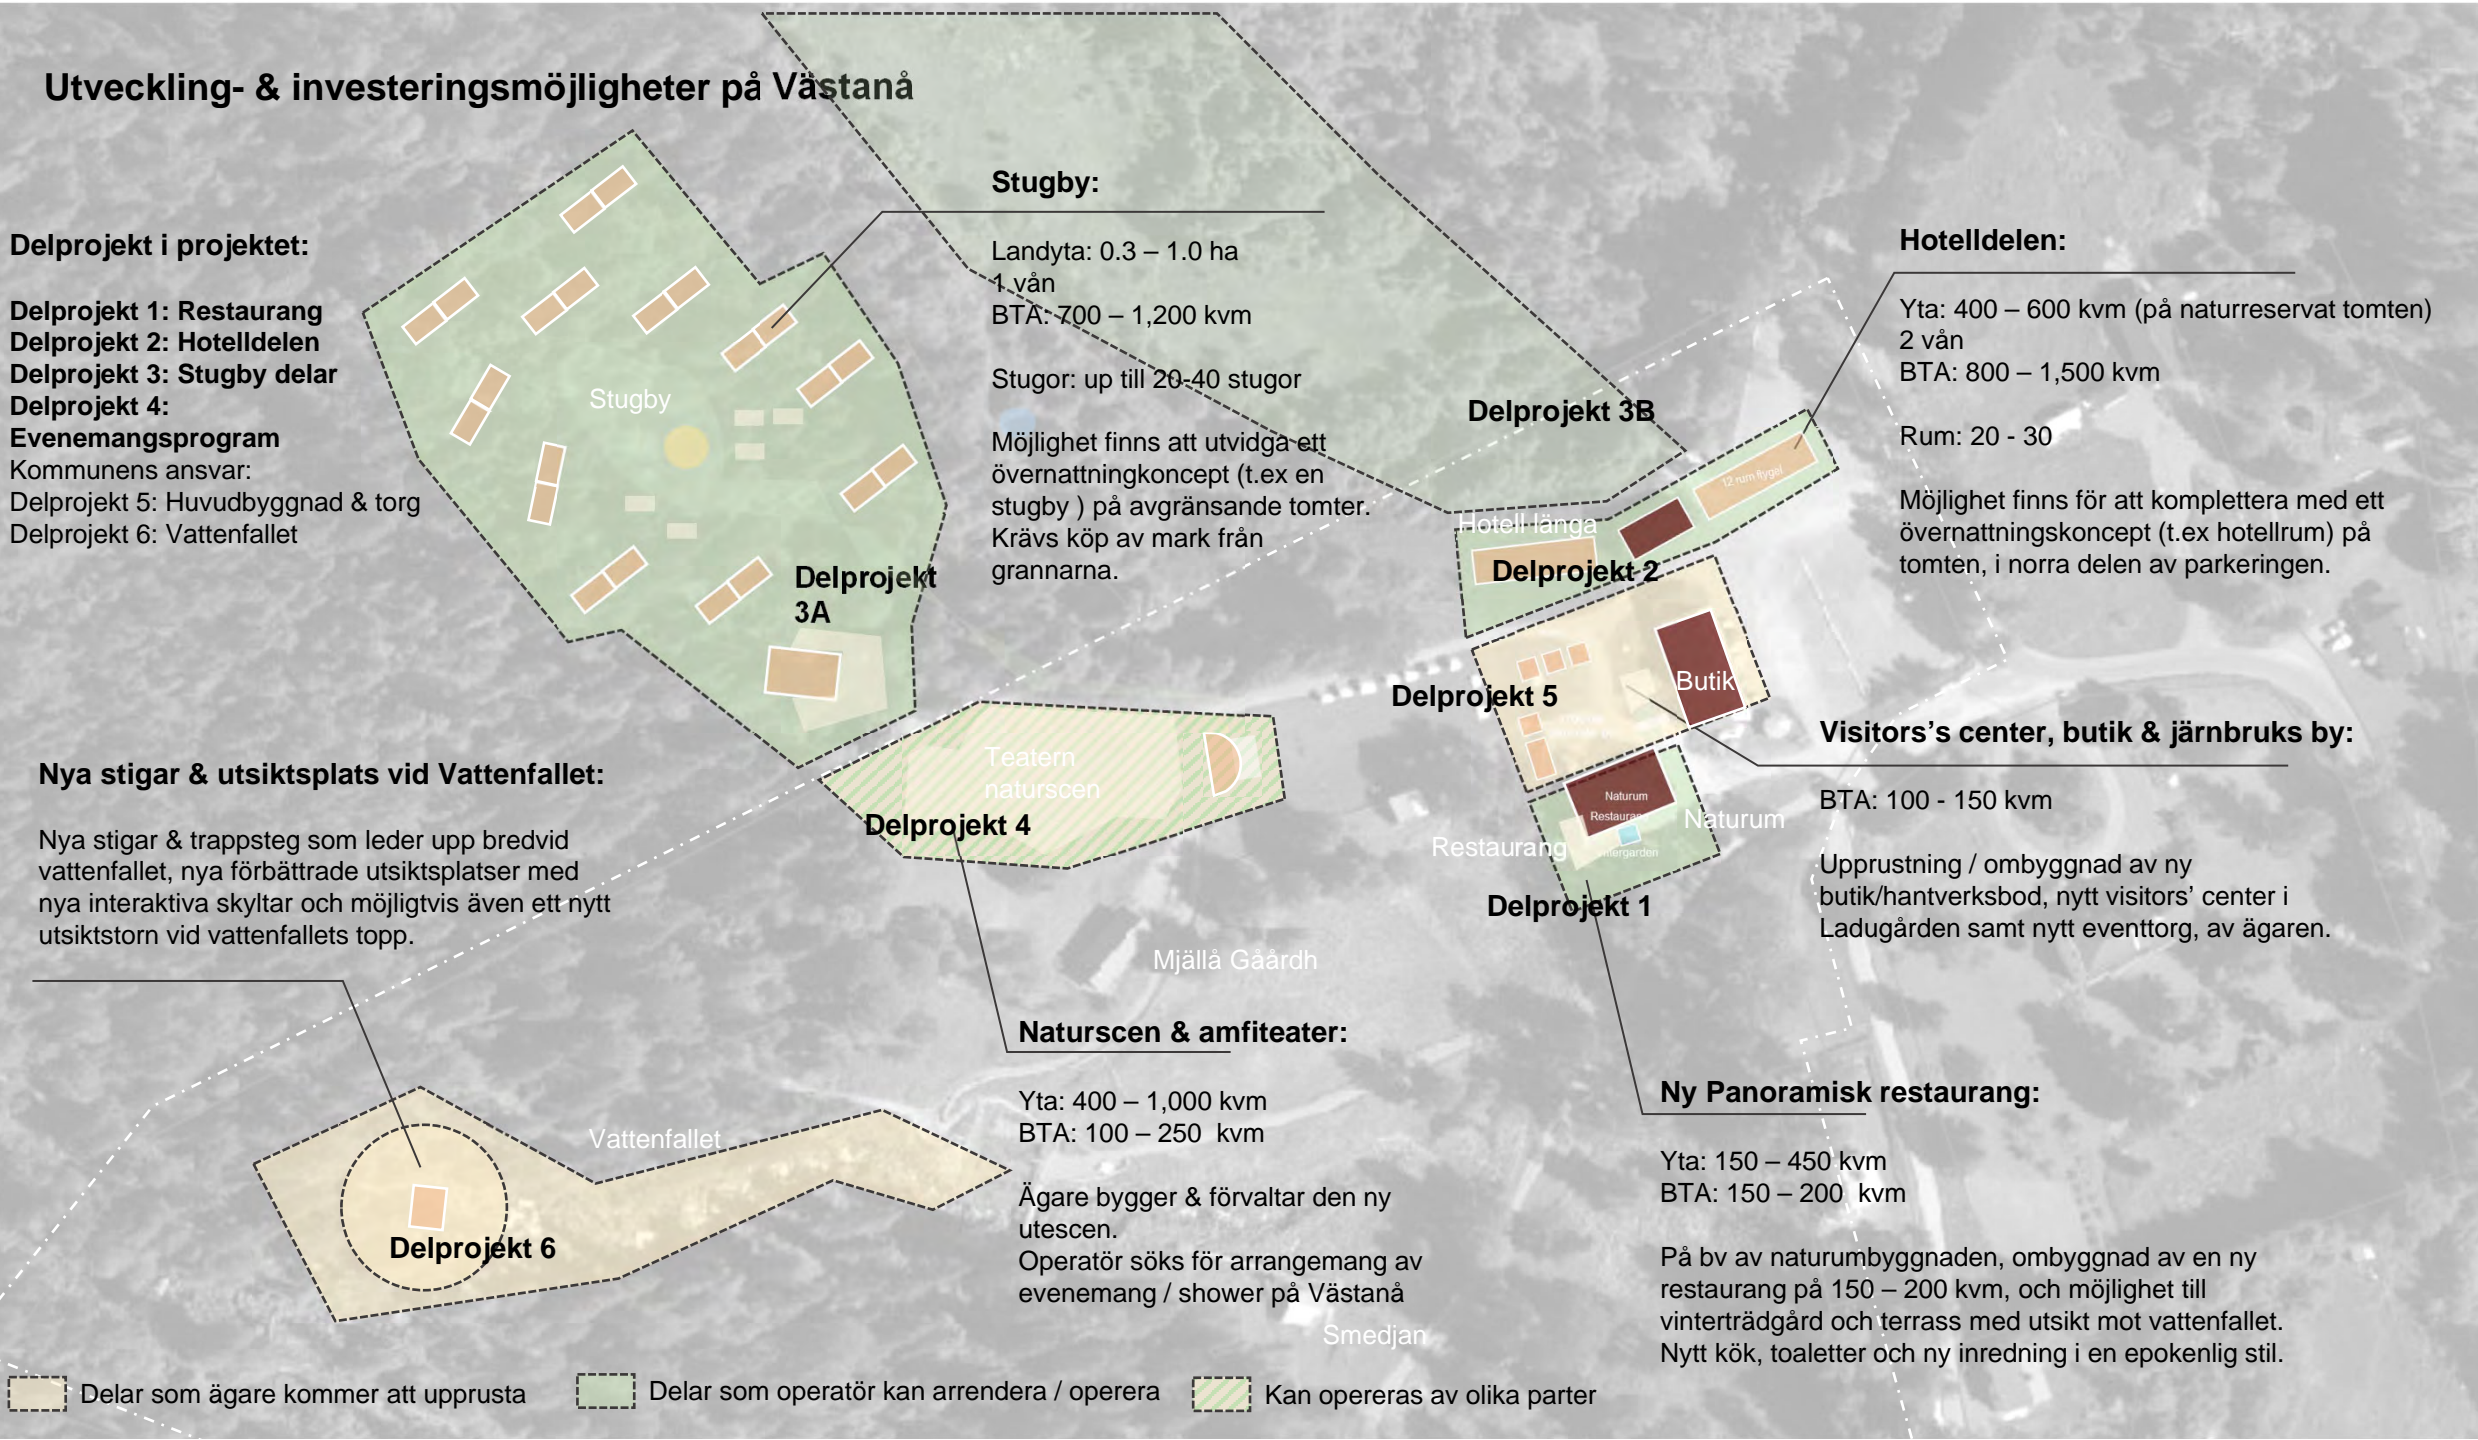 Utveckling- & investeringsmöjligheter på Västanå
Delprojekt i projektet:
Delprojekt 1: Restaurang
Delprojekt 2: Hotelldelen
Delprojekt 3: Stugby delar
Delprojekt 4:
Evenemangsprogram
Kommunens ansvar:
Delprojekt 5: Huvudbyggnad & torg
Delprojekt 6: Vattenfallet
Stugby
Delprojekt
3A
Stugby:
Landyta: 0.3 – 1.0 ha
1 vån
BTA: 700 – 1,200 kvm
Stugor: up till 20-40 stugor
Möjlighet finns att utvidga ett
övernattningkoncept (t.ex en
stugby ) på avgränsande tomter.
Krävs köp av mark från
grannarna.
Delprojekt 3B
12 rum flygel
Hotell länga
Delprojekt 2
Hotelldelen:
Yta: 400 – 600 kvm (på naturreservat tomten)
2 vån
BTA: 800 – 1,500 kvm
Rum: 20 - 30
Möjlighet finns för att komplettera med ett
övernattningskoncept (t.ex hotellrum) på
tomten, i norra delen av parkeringen.
Butik
Delprojekt 5
Visitors's center, butik & järnbruks by:
BTA: 100 - 150 kvm
Upprustning / ombyggnad av ny
butik/hantverksbod, nytt visitors’ center i
Ladugården samt nytt eventtorg, av ägaren.
Teatern
naturscen
Delprojekt 4
Naturum
Naturum
Restaurang
Delprojekt 1
Nya stigar & utsiktsplats vid Vattenfallet:
Nya stigar & trappsteg som leder upp bredvid
vattenfallet, nya förbättrade utsiktsplatser med
nya interaktiva skyltar och möjligtvis även ett nytt
utsiktstorn vid vattenfallets topp.
Mjällå Gåårdh
Naturscen & amfiteater:
Yta: 400 – 1,000 kvm
BTA: 100 – 250 kvm
Ägare bygger & förvaltar den ny
utescen.
Operatör söks för arrangemang av
evenemang / shower på Västanå
Ny Panoramisk restaurang:
Yta: 150 – 450 kvm
BTA: 150 – 200 kvm
På bv av naturumbyggnaden, ombyggnad av en ny
restaurang på 150 – 200 kvm, och möjlighet till
vinterträdgård och terrass med utsikt mot vattenfallet.
Nytt kök, toaletter och ny inredning i en epokenlig stil.
Vattenfallet
Delprojekt 6
Smedjan
Delar som ägare kommer att upprusta
Delar som operatör kan arrendera / operera
Kan opereras av olika parter